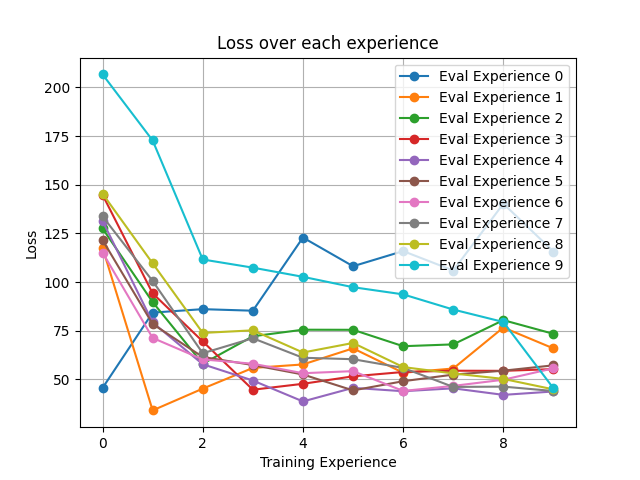 Loss over each experience
Loss
200
175
150
125
100
75
50
0
2
4
6
8
Training Experience
Eval Experience 0
Eval Experience 1
Eval Experience 2
Eval Experience 3
Eval Experience 4
Eval Experience 5
Eval Experience 6
Eval Experience 7
Eval Experience 8
Eval Experience 9